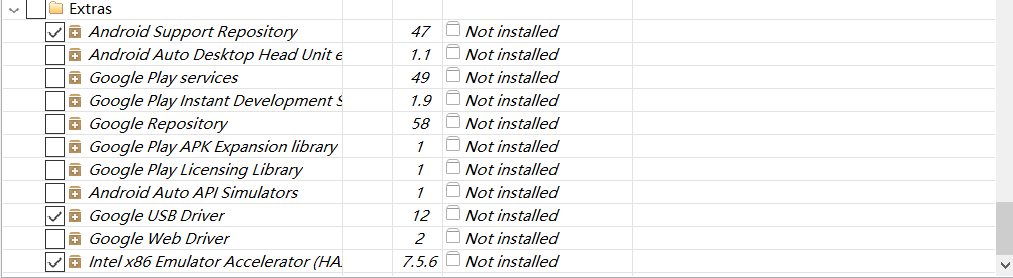 Extras
Android Support Repository 47 Not installed
Android Auto Desktop Head Unit e 1.1 Not installed
Google Play services 49 Not installed
Google Play Instant Development S 1.9 Not installed
Google Repository 58 Not installed
Google Play APK Expansion library 1 Not installed
Google Play Licensing Library 1 Not installed
Android Auto API Simulators 1 Not installed
Google USB Driver 12 Not installed
Google Web Driver 2 Not installed
Intel x86 Emulator Accelerator (HA 7.5.6 Not installed